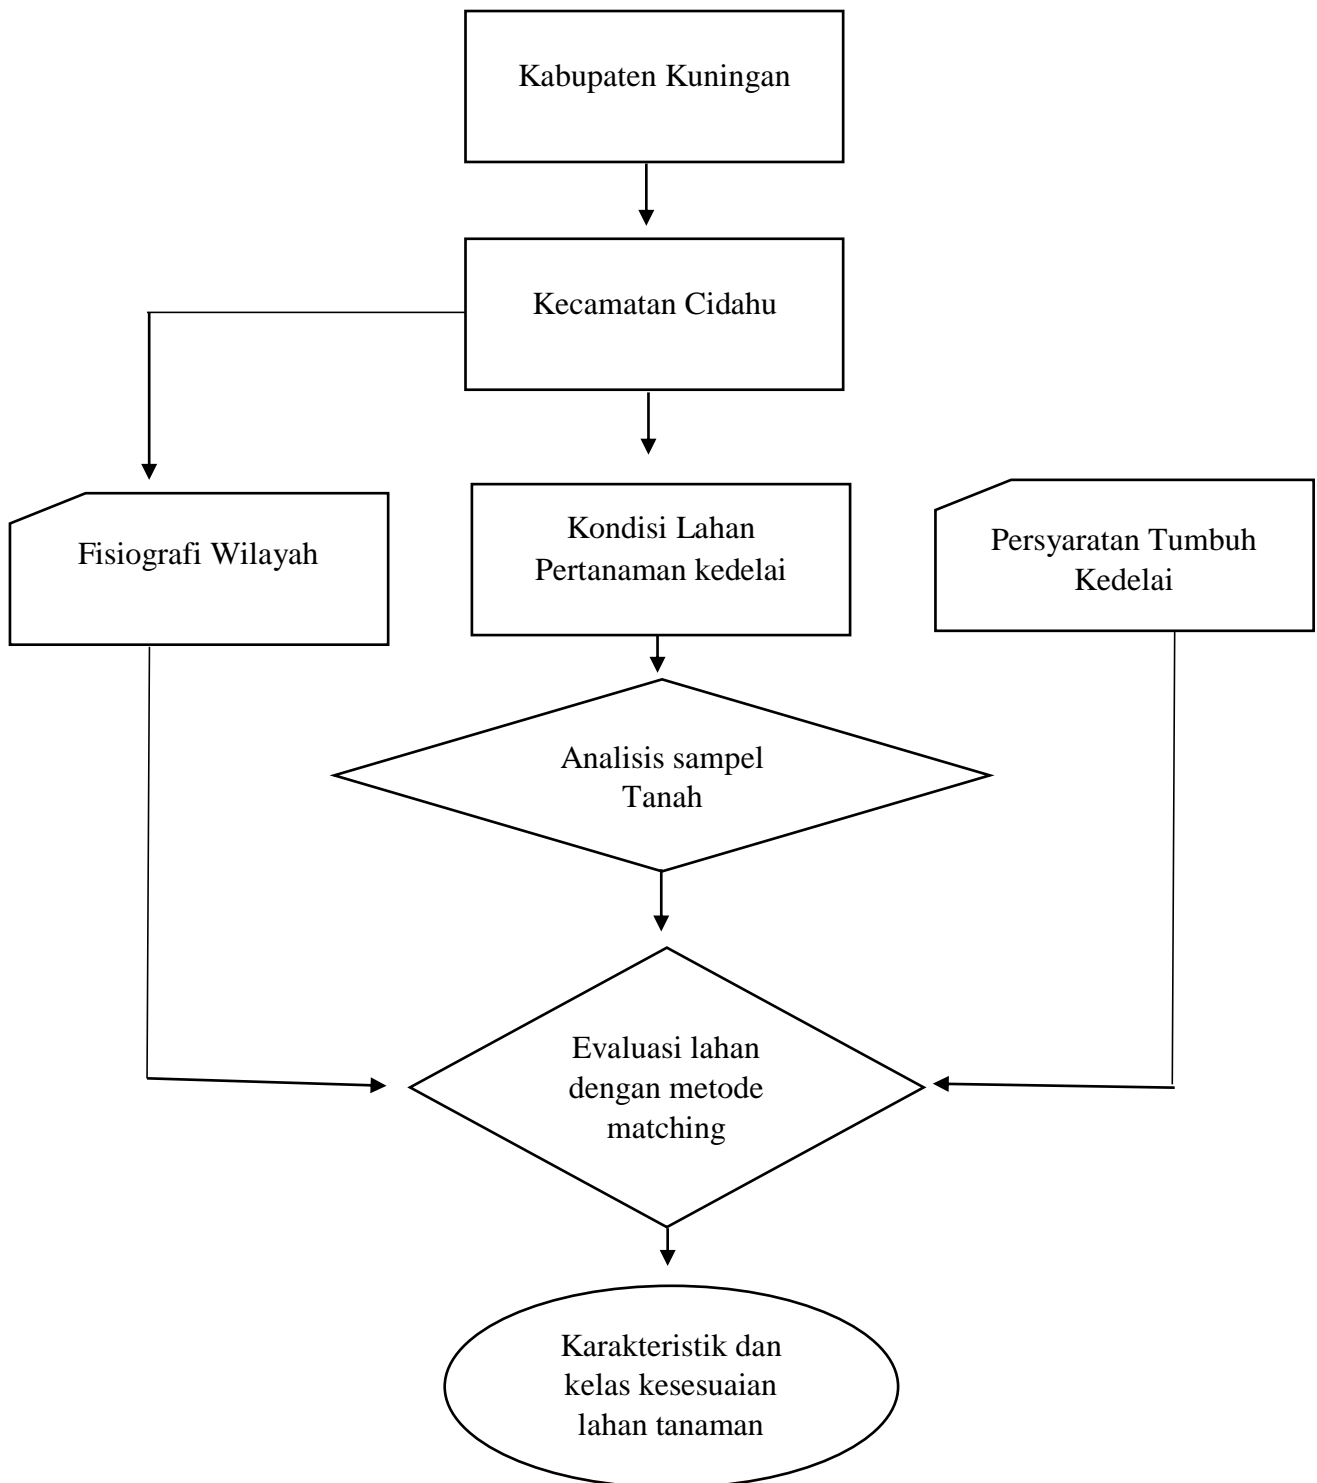 Kabupaten Kuningan
Kecamatan Cidahu
Fisiografi Wilayah
Kondisi Lahan
Pertanaman kedelai
Persyaratan Tumbuh
Kedelai
Analisis sampel
Tanah
Evaluasi lahan
dengan metode
matching
Karakteristik dan
kelas kesesuaian
lahan tanaman